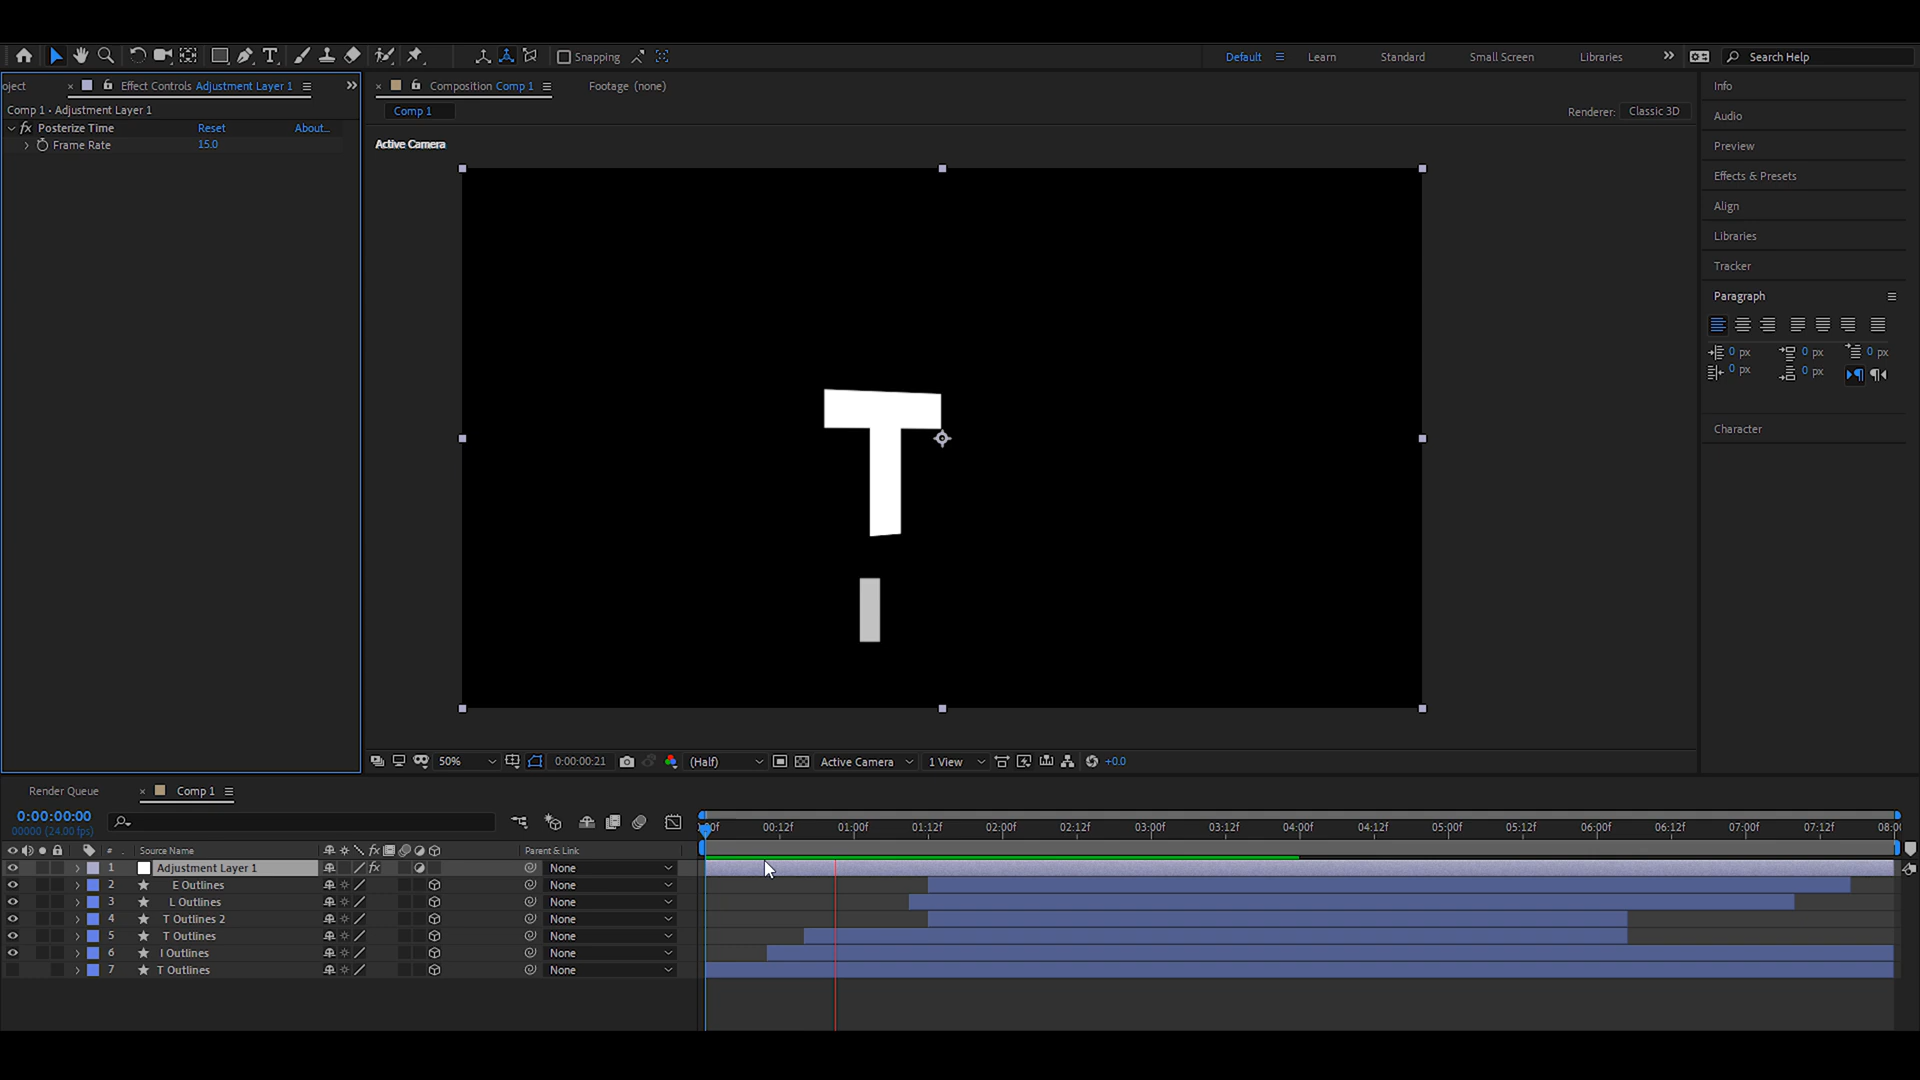 Snapping
Default
Learn
Standard
Small Screen
Libraries
Search Help
oject
Effect Controls Adjustment Layer 1
Composition Comp 1
Footage (none)
Info
Comp 1 • Adjustment Layer 1
Comp 1
Renderer: Classic 3D
Audio
fx Posterize Time Reset About...
Frame Rate 15.0
Active Camera
Preview
Effects & Presets
Align
Libraries
Tracker
Paragraph
0 px 0 px 0 px
0 px 0 px
Character
T
I
50%
0:00:00:21
(Half)
Active Camera
1 View
+0.0
Render Queue
Comp 1
0:00:00:00
00000 (24.00 fps)
:00f 00:12f 01:00f 01:12f 02:00f 02:12f 03:00f 03:12f 04:00f 04:12f 05:00f 05:12f 06:00f 06:12f 07:00f 07:12f 08:00
# Source Name fx Parent & Link
1 Adjustment Layer 1 fx None
2 E Outlines None
3 L Outlines None
4 T Outlines 2 None
5 T Outlines None
6 I Outlines None
7 T Outlines None